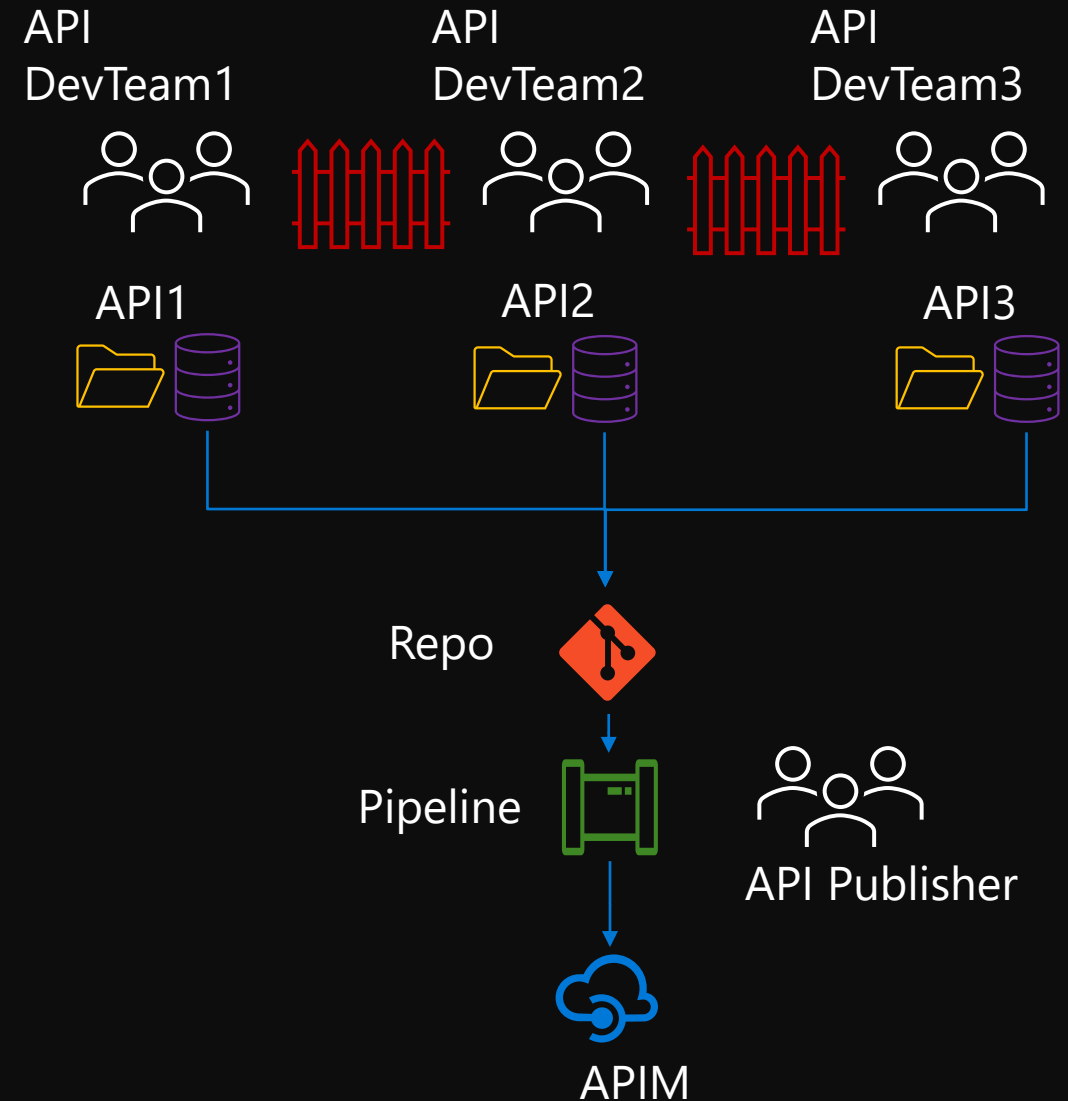 API
DevTeam1
API
DevTeam2
API
DevTeam3
API1
API2
API3
Repo
Pipeline
API Publisher
APIM